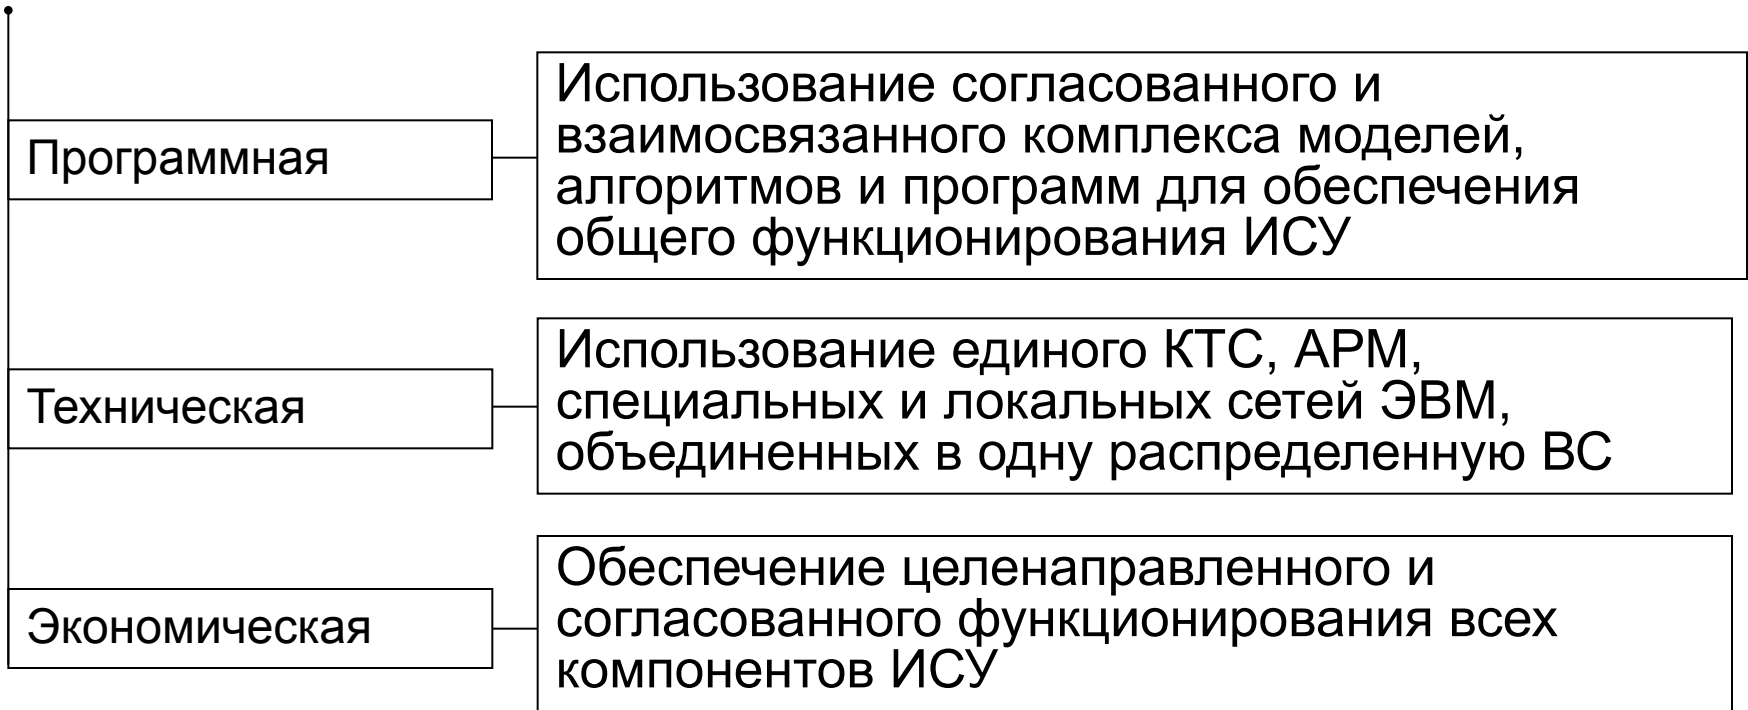 Программная
Использование согласованного и
взаимосвязанного комплекса моделей,
алгоритмов и программ для обеспечения
общего функционирования ИСУ
Техническая
Использование единого КТС, АРМ,
специальных и локальных сетей ЭВМ,
объединенных в одну распределенную ВС
Экономическая
Обеспечение целенаправленного и
согласованного функционирования всех
компонентов ИСУ